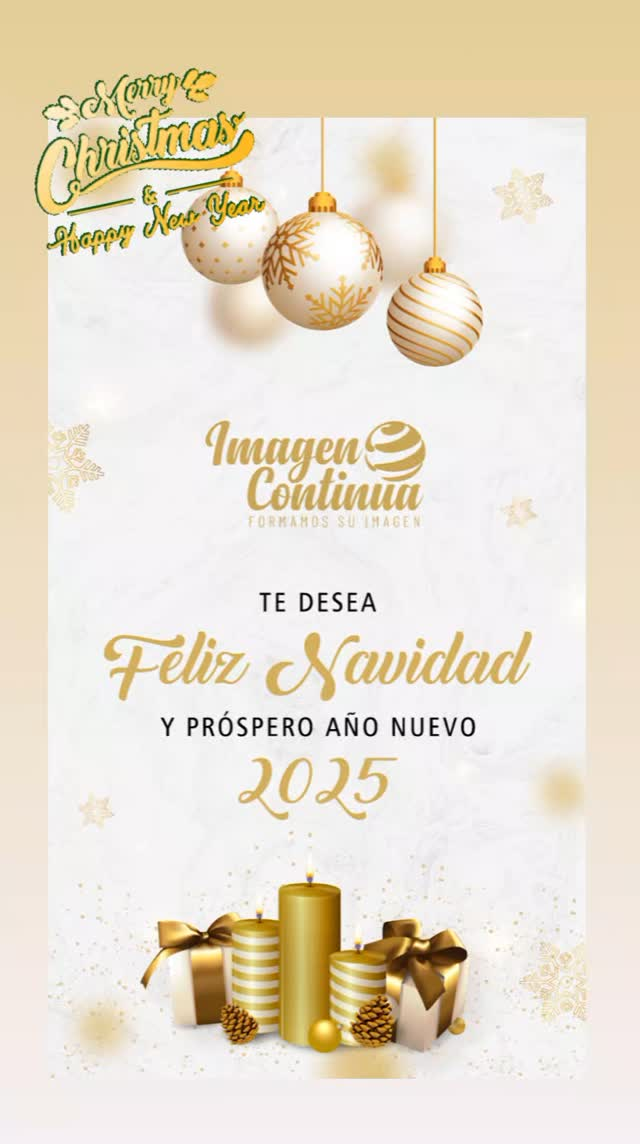 Merry
Christmas
&
Happy New Year
Imagen
Continua
FORMAMOS SU IMAGEN
TE DESEA
Feliz Navidad
Y PRÓSPERO AÑO NUEVO
2025